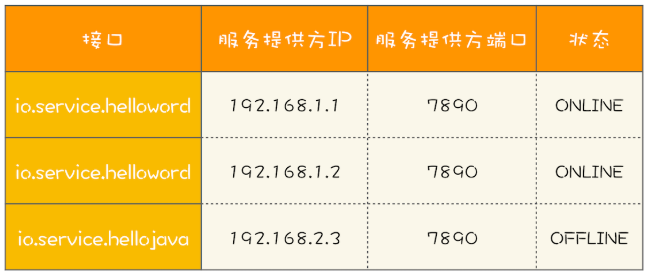 接口 服务提供方IP 服务提供方端口 状态
io.service.helloword 192.168.1.1 7890 ONLINE
io.service.helloword 192.168.1.2 7890 ONLINE
io.service.hellojava 192.168.2.3 7890 OFFLINE